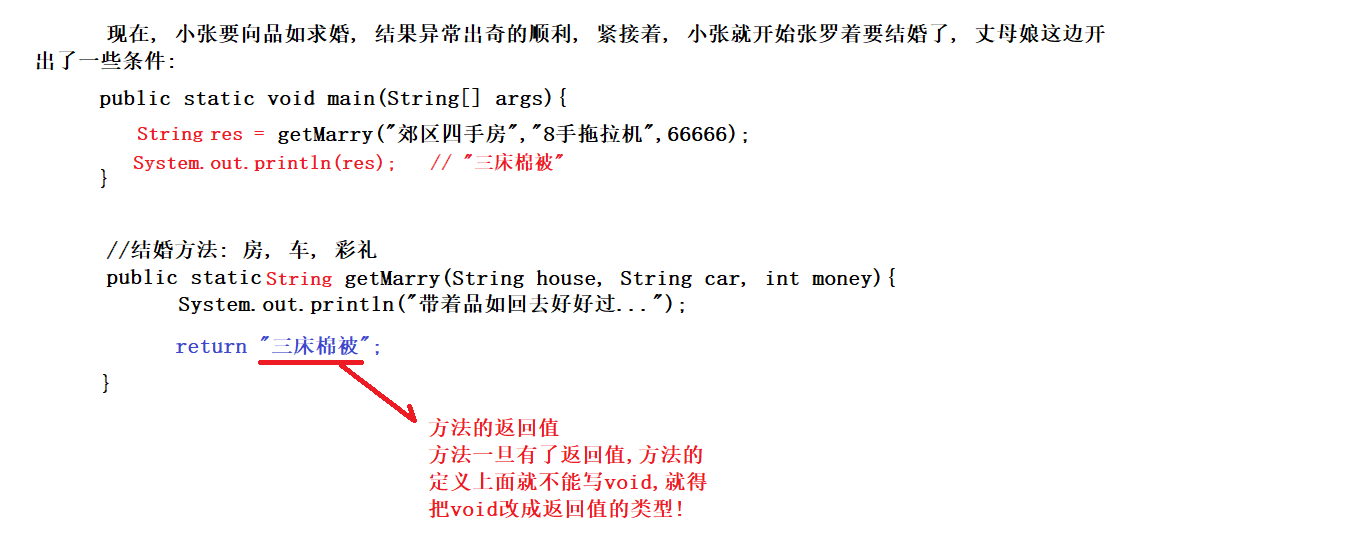 现在, 小张要向品如求婚, 结果异常出奇的顺利, 紧接着, 小张就开始张罗着要结婚了, 丈母娘这边开
出了一些条件:
public static void main(String[] args){
String res = getMarry("郊区四手房","8手拖拉机",66666);
System.out.println(res); // "三床棉被"
}
//结婚方法: 房, 车, 彩礼
public static String getMarry(String house, String car, int money){
System.out.println("带着品如回去好好过...");
return "三床棉被";
}
方法的返回值
方法一旦有了返回值,方法的
定义上面就不能写void,就得
把void改成返回值的类型!